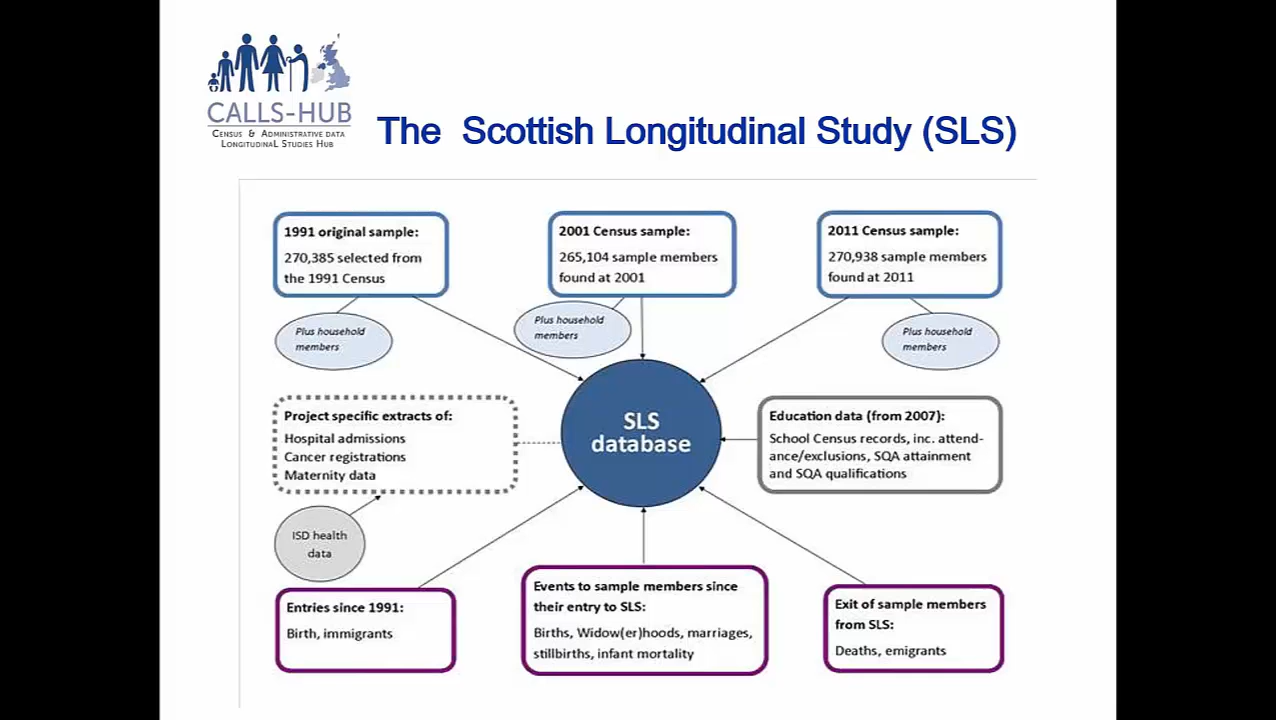 CALLS-HUB
CENSUS & ADMINISTRATIVE DATA
LONGITUDINAL STUDIES HUB
The Scottish Longitudinal Study (SLS)
1991 original sample:
270,385 selected from
the 1991 Census
2001 Census sample:
265,104 sample members
found at 2001
2011 Census sample:
270,938 sample members
found at 2011
Plus household
members
Plus household
members
Plus household
members
Project specific extracts of:
Hospital admissions
Cancer registrations
Maternity data
SLS
database
Education data (from 2007):
School Census records, inc. attend-
ance/exclusions, SQA attainment
and SQA qualifications
ISD health
data
Entries since 1991:
Birth, immigrants
Events to sample members since
their entry to SLS:
Births, Widow(er)hoods, marriages,
stillbirths, infant mortality
Exit of sample members
from SLS:
Deaths, emigrants